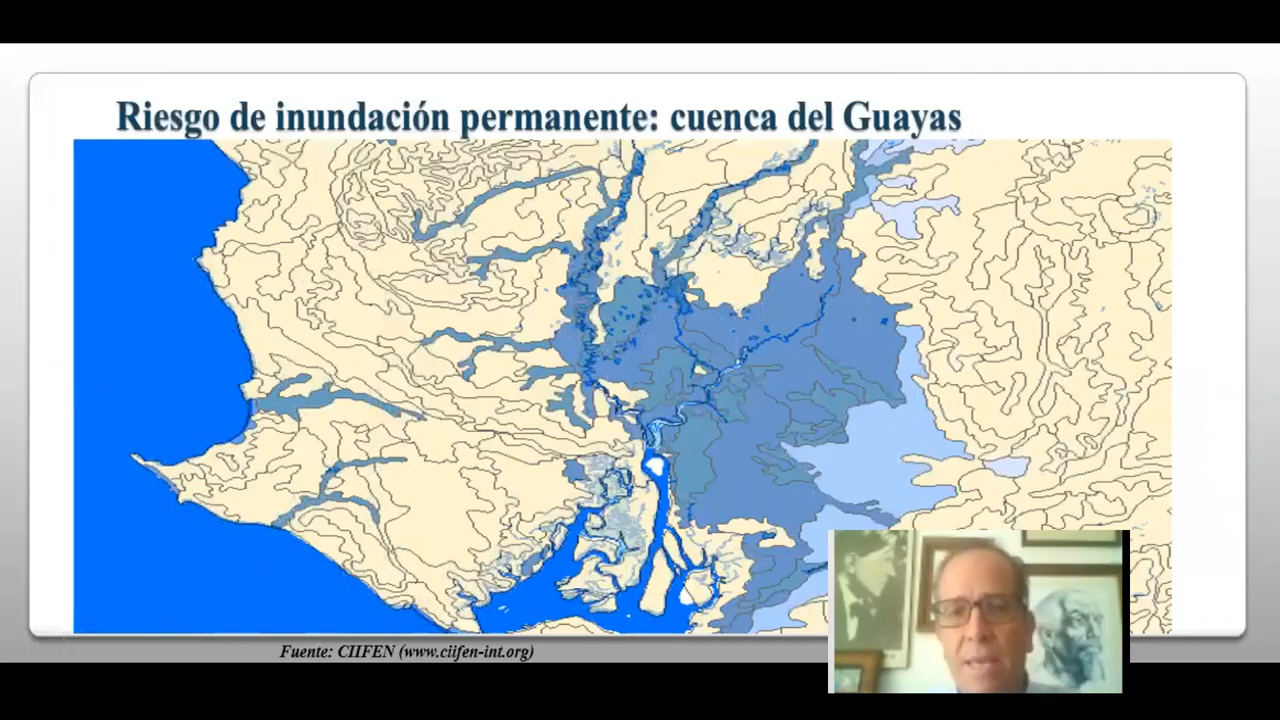 Riesgo de inundación permanente: cuenca del Guayas
Fuente: CIIFEN (www.ciifen-int.org)